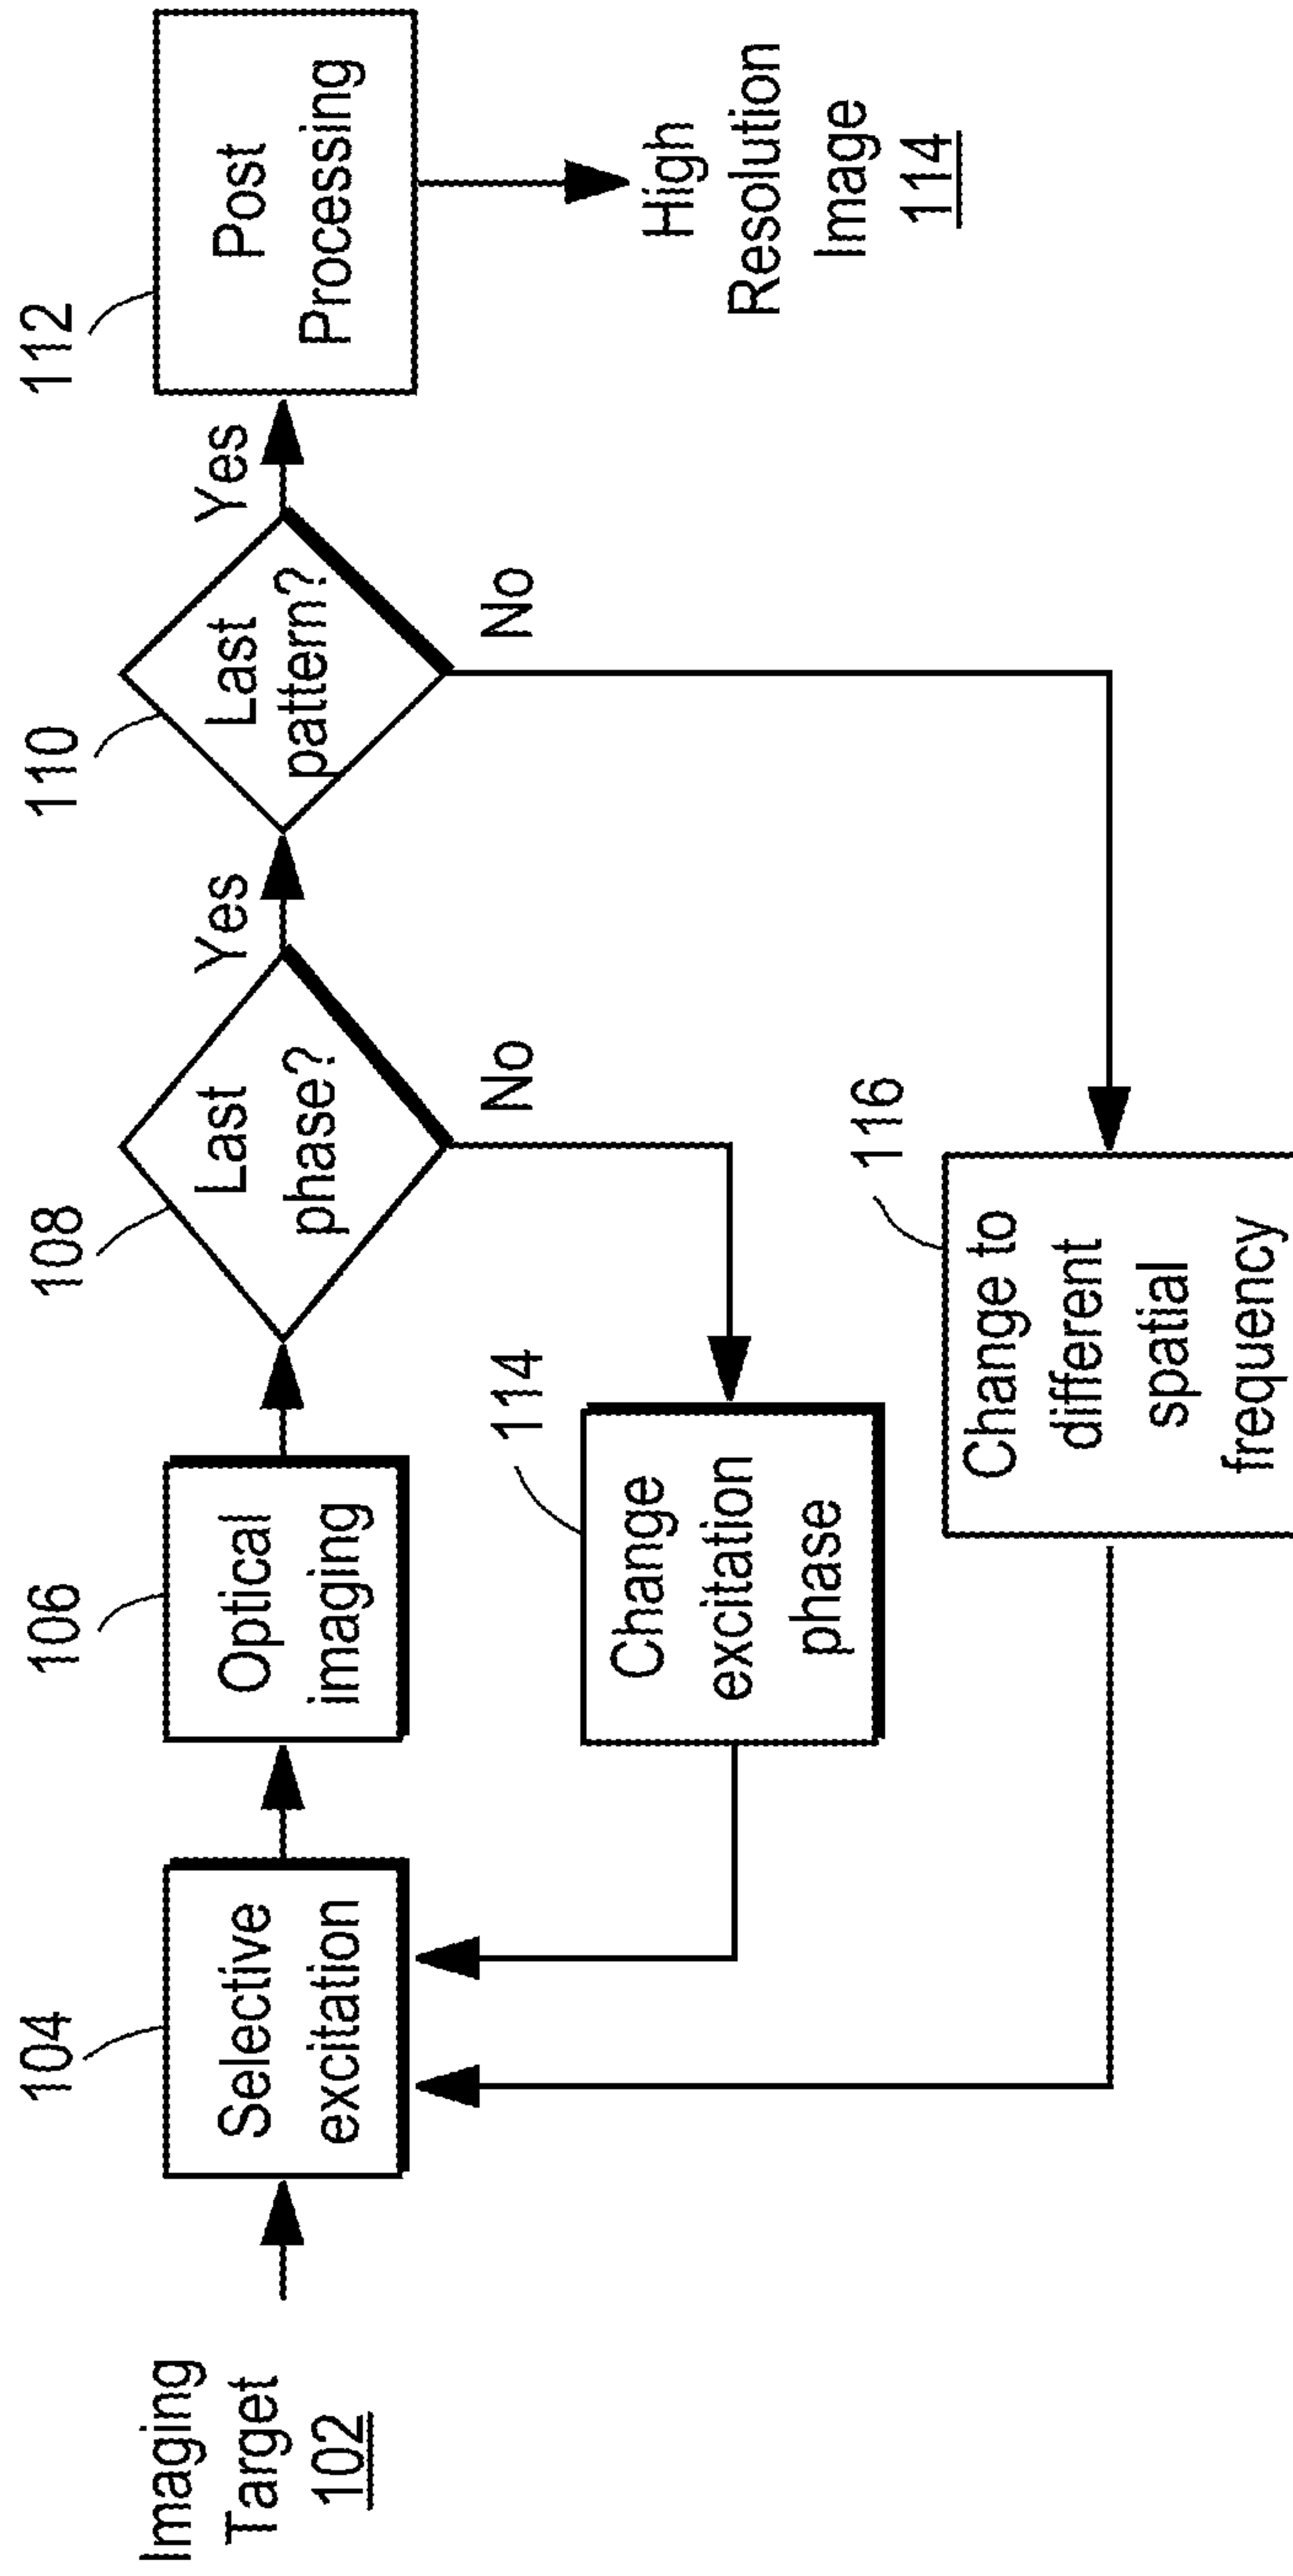 Imaging
Target
102
104
Selective
excitation
106
Optical
imaging
108
Last
phase?
Yes
No
110
Last
pattern?
Yes
No
112
Post
Processing
High
Resolution
Image
114
114
Change
excitation
phase
116
Change to
different
spatial
frequency